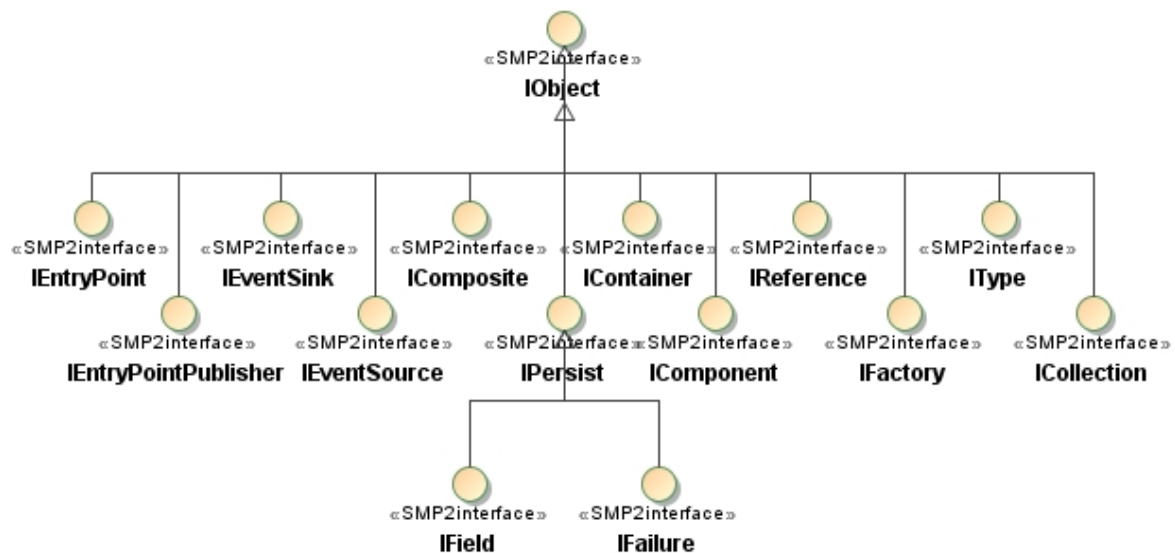 «SMP2interface»
IObject
«SMP2interface» «SMP2interface» «SMP2interface» «SMP2interface» «SMP2interface» «SMP2interface»
IEntryPoint IEventSink IComposite IContainer IReference IType
«SMP2interface» «SMP2interface» «SMP2interface» «SMP2interface» «SMP2interface» «SMP2interface»
IEntryPointPublisher IEventSource IPersist IComponent IFactory ICollection
«SMP2interface» «SMP2interface»
IField IFailure